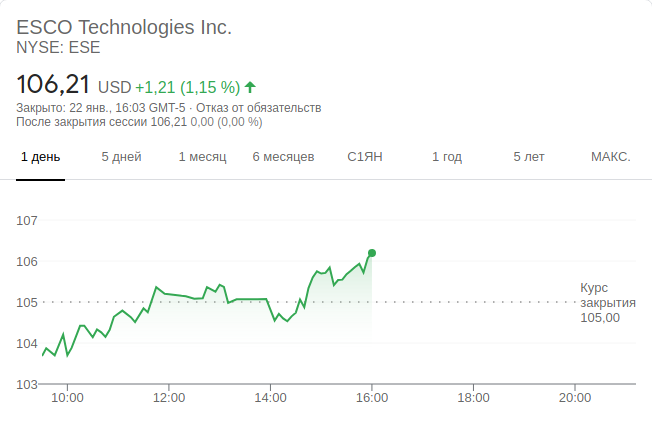 ESCO Technologies Inc.
NYSE: ESE
106,21 USD +1,21 (1,15 %)
Закрыто: 22 янв., 16:03 GMT-5 · Отказ от обязательств
После закрытия сессии 106,21 0,00 (0,00 %)
1 день 5 дней 1 месяц 6 месяцев С1ЯН 1 год 5 лет МАКС.
107
106
105
104
103
Курс
закрытия
105,00
10:00 12:00 14:00 16:00 18:00 20:00